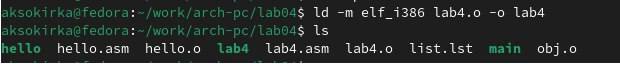 aksokirka@fedora:~/work/arch-pc/lab04$ ld -m elf_i386 lab4.o -o lab4
aksokirka@fedora:~/work/arch-pc/lab04$ ls
hello  hello.asm  hello.o  lab4  lab4.asm  lab4.o  list.lst  main  obj.o